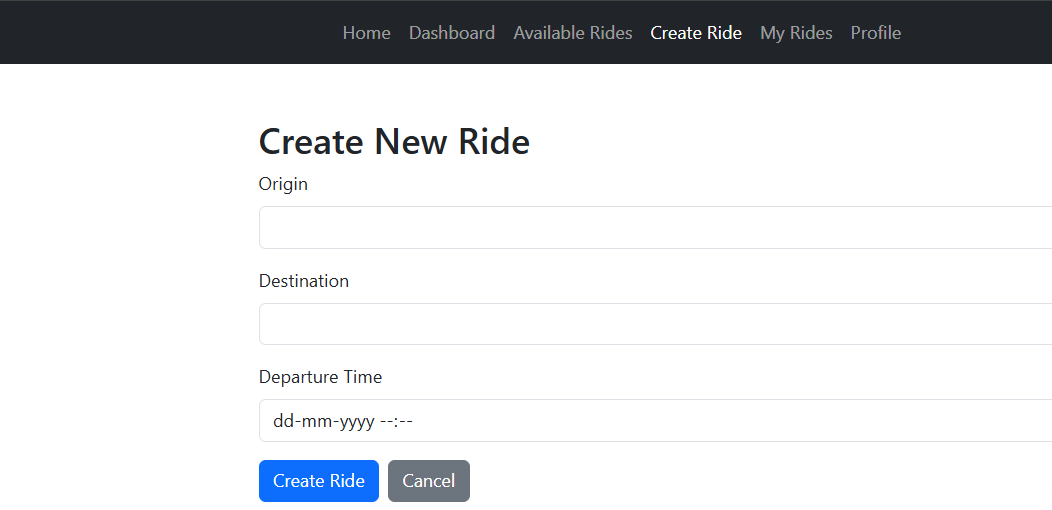 Home Dashboard Available Rides Create Ride My Rides Profile
Create New Ride
Origin
Destination
Departure Time
dd-mm-yyyy --:--
Create Ride Cancel